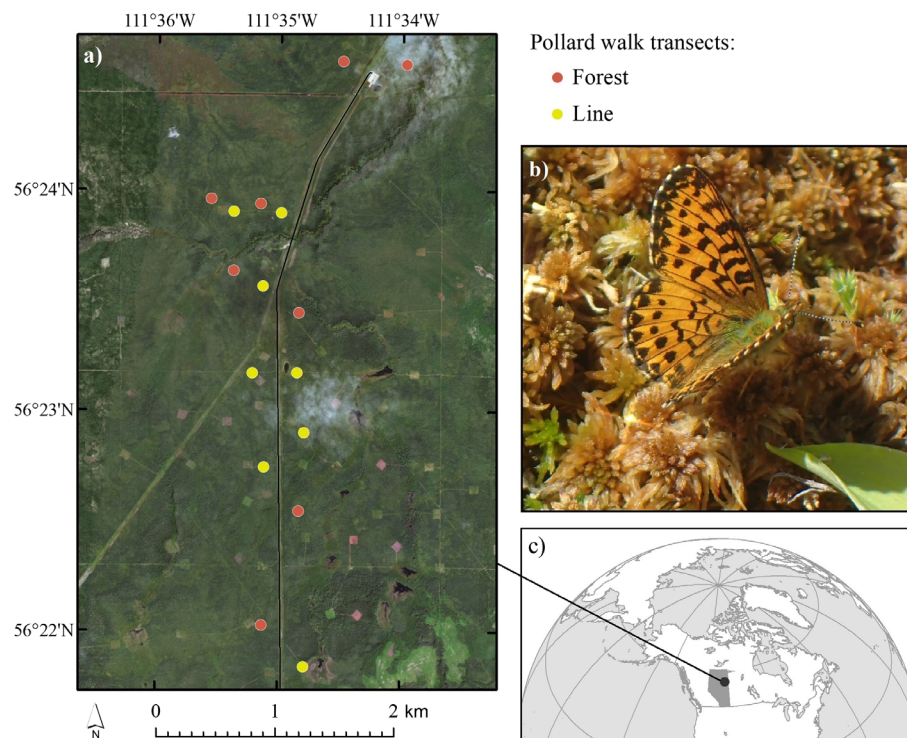 111°36'W 111°35'W 111°34'W
a)
56°24'N
56°23'N
56°22'N
N
0 1 2 km
Pollard walk transects:
Forest
Line
b)
c)